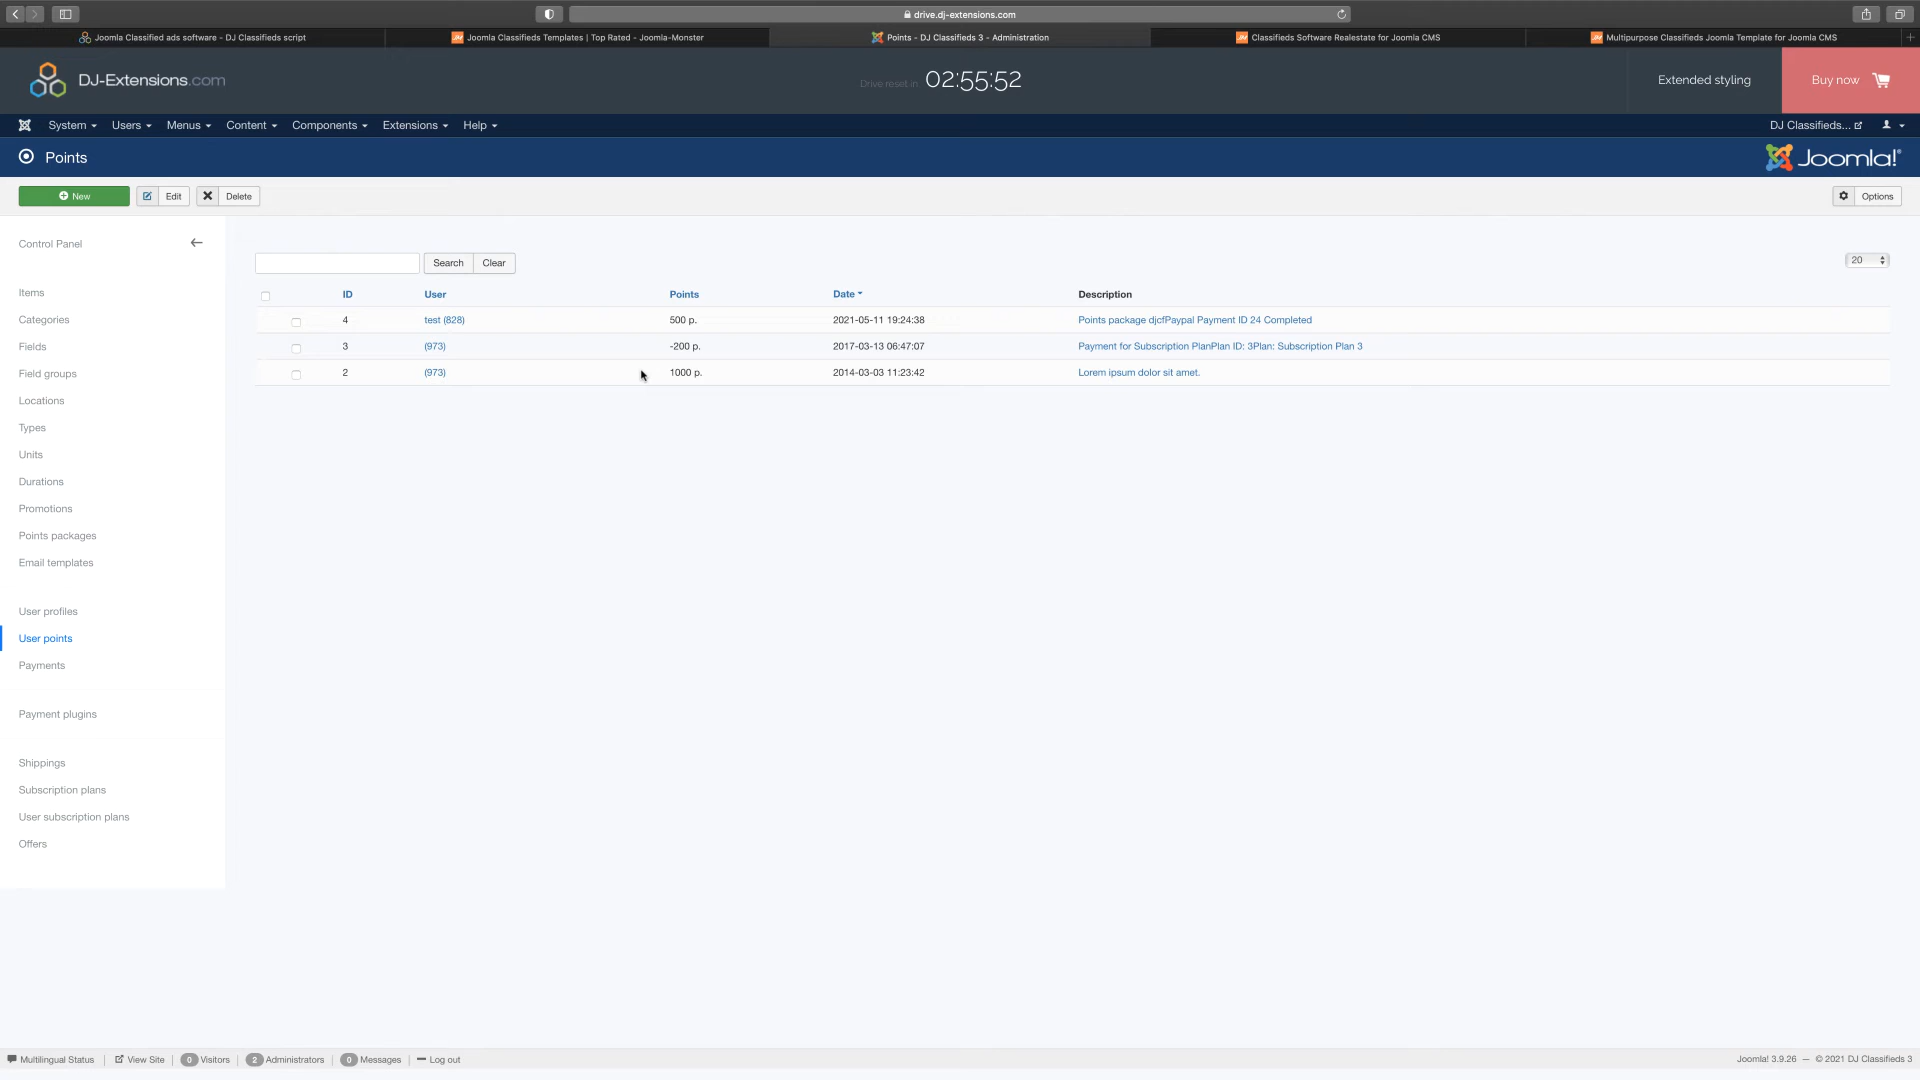 drive.dj-extensions.com
Joomla Classified ads software - DJ Classifieds script
Joomla Classifieds Templates | Top Rated - Joomla-Monster
Points - DJ Classifieds 3 - Administration
Classifieds Software Realestate for Joomla CMS
Multipurpose Classifieds Joomla Template for Joomla CMS
DJ-Extensions.com
Drive reset in 02:55:52
Extended styling
Buy now
System Users Menus Content Components Extensions Help
DJ Classifieds...
Points
Joomla!®
New Edit Delete
Options
Control Panel
Items
Categories
Fields
Field groups
Locations
Types
Units
Durations
Promotions
Points packages
Email templates
User profiles
User points
Payments
Payment plugins
Shippings
Subscription plans
User subscription plans
Offers
Search Clear
20
ID User Points Date Description
4 test (828) 500 p. 2021-05-11 19:24:38 Points package djcfPaypal Payment ID 24 Completed
3 (973) -200 p. 2017-03-13 06:47:07 Payment for Subscription PlanPlan ID: 3Plan: Subscription Plan 3
2 (973) 1000 p. 2014-03-03 11:23:42 Lorem ipsum dolor sit amet.
Multilingual Status View Site 0 Visitors 2 Administrators 0 Messages Log out
Joomla! 3.9.26 — © 2021 DJ Classifieds 3